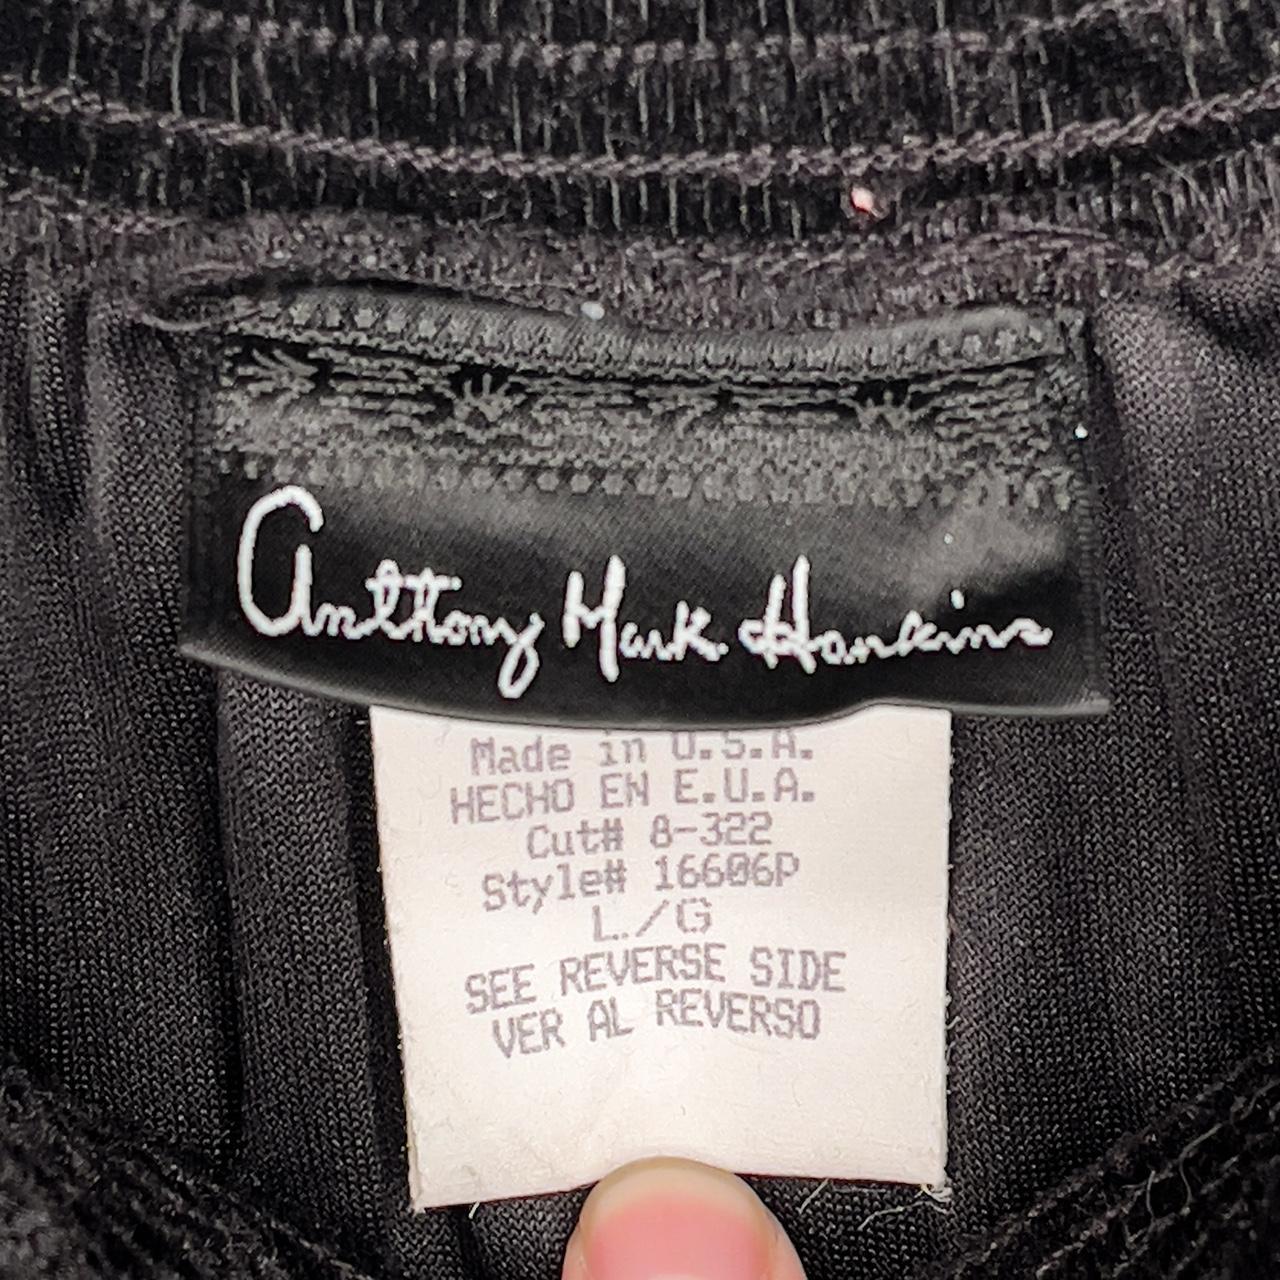 Anthony Mark Hankins
Made in U.S.A.
HECHO EN E.U.A.
Cut# 8-322
Style# 16606P
L/G
SEE REVERSE SIDE
VER AL REVERSO